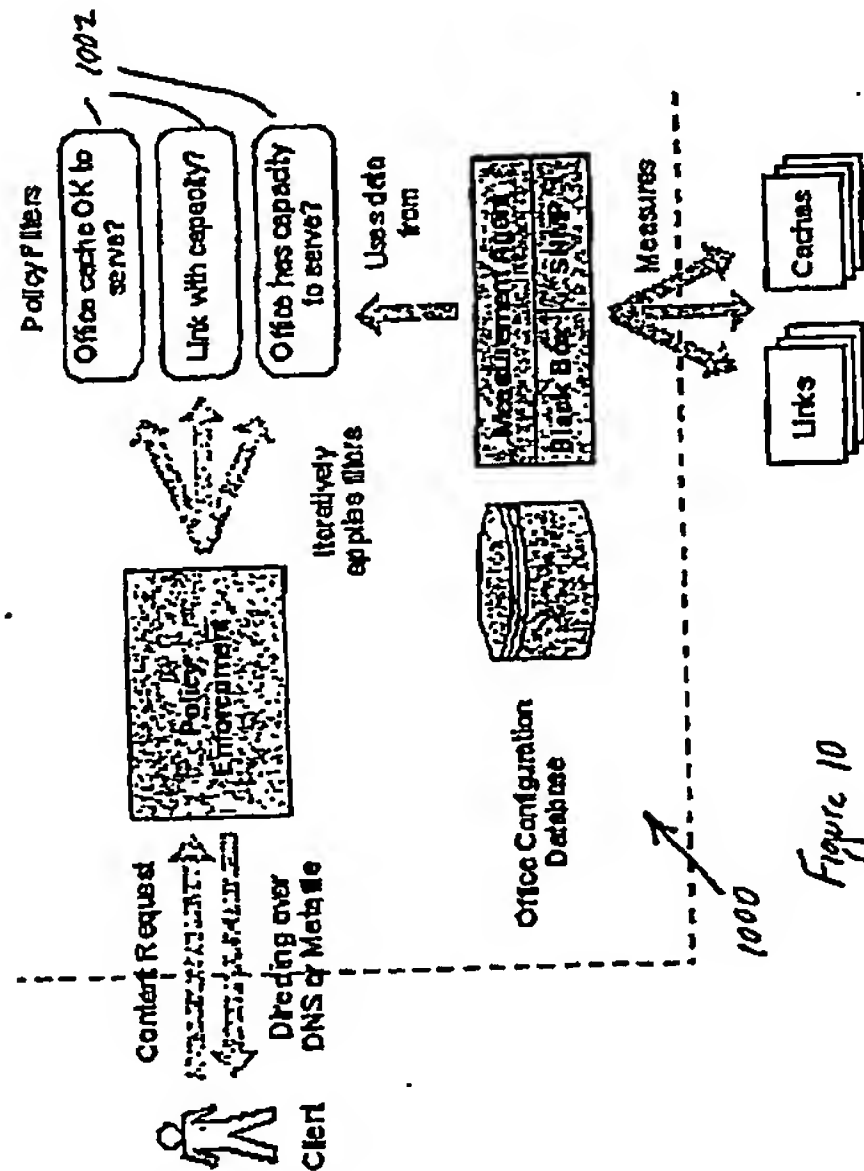 Client
Content Request
Directing over
DNS or Metafile
Policy
Enforcement
Iteratively
applies filters
Policy Filters
1002
Office cache OK to
serve?
Link with capacity?
Office has capacity
to serve?
Uses data
from
Office Configuration
Database
Measurement Agent
Black Box
SNMP
Measures
Links
Caches
1000
Figure 10